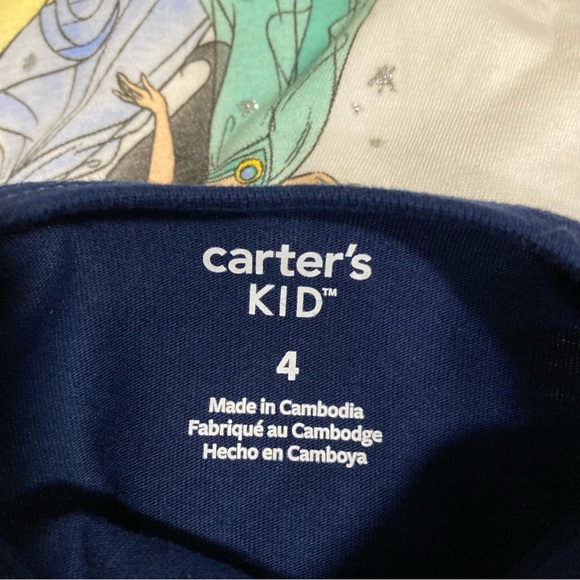 carter's
KID™
4
Made in Cambodia
Fabriqué au Cambodge
Hecho en Camboya